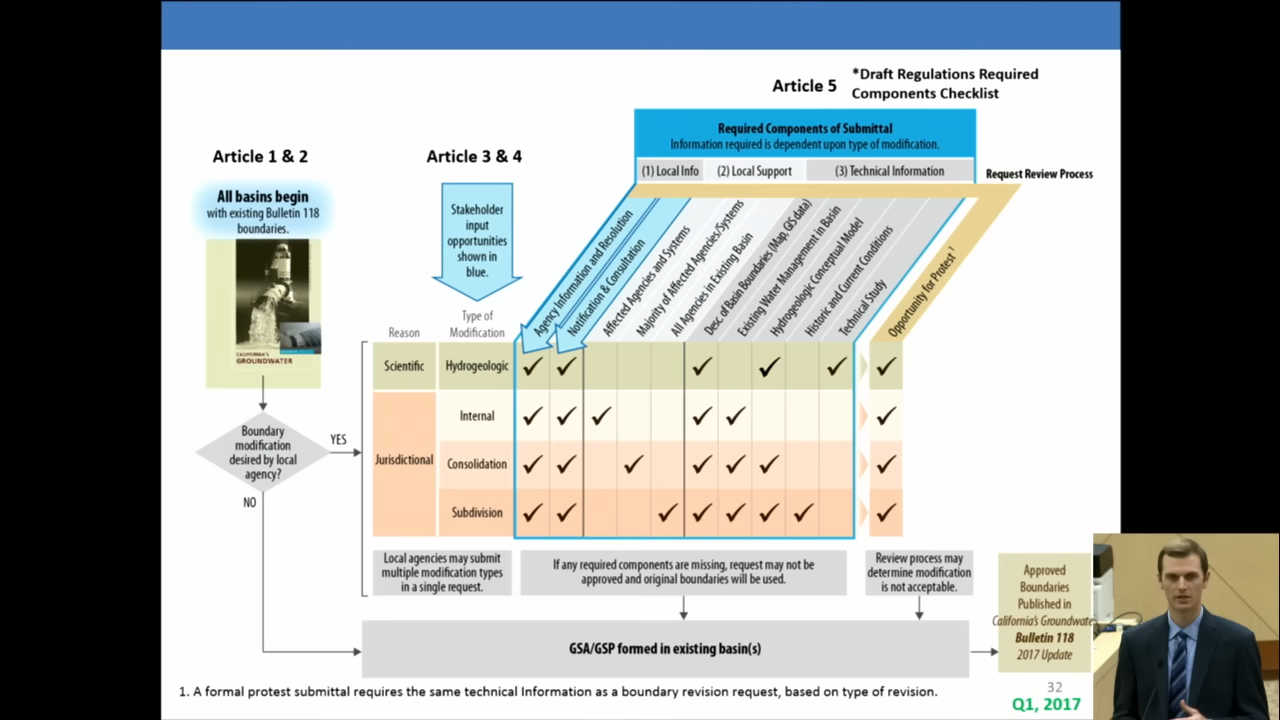 Article 5
*Draft Regulations Required
Components Checklist
Required Components of Submittal
Information required is dependent upon type of modification.
(1) Local Info
(2) Local Support
(3) Technical Information
Request Review Process
Article 1 & 2
Article 3 & 4
All basins begin
with existing Bulletin 118
boundaries.
CALIFORNIA'S
GROUNDWATER
Stakeholder
input
opportunities
shown in
blue.
Agency Information and Resolution
Notification & Consultation
Affected Agencies and Systems
Majority of Affected Agencies/Systems
All Agencies in Existing Basin
Desc. of Basin Boundaries (Map, GIS data)
Existing Water Management in Basin
Hydrogeologic Conceptual Model
Historic and Current Conditions
Technical Study
Opportunity for Protest 1
Reason
Type of
Modification
Scientific
Hydrogeologic
Jurisdictional
Internal
Consolidation
Subdivision
Boundary
modification
desired by local
agency?
YES
NO
Local agencies may submit
multiple modification types
in a single request.
If any required components are missing, request may not be
approved and original boundaries will be used.
Review process may
determine modification
is not acceptable.
GSA/GSP formed in existing basin(s)
Approved
Boundaries
Published in
California's Groundwate
Bulletin 118
2017 Update
1. A formal protest submittal requires the same technical Information as a boundary revision request, based on type of revision.
32
Q1, 2017